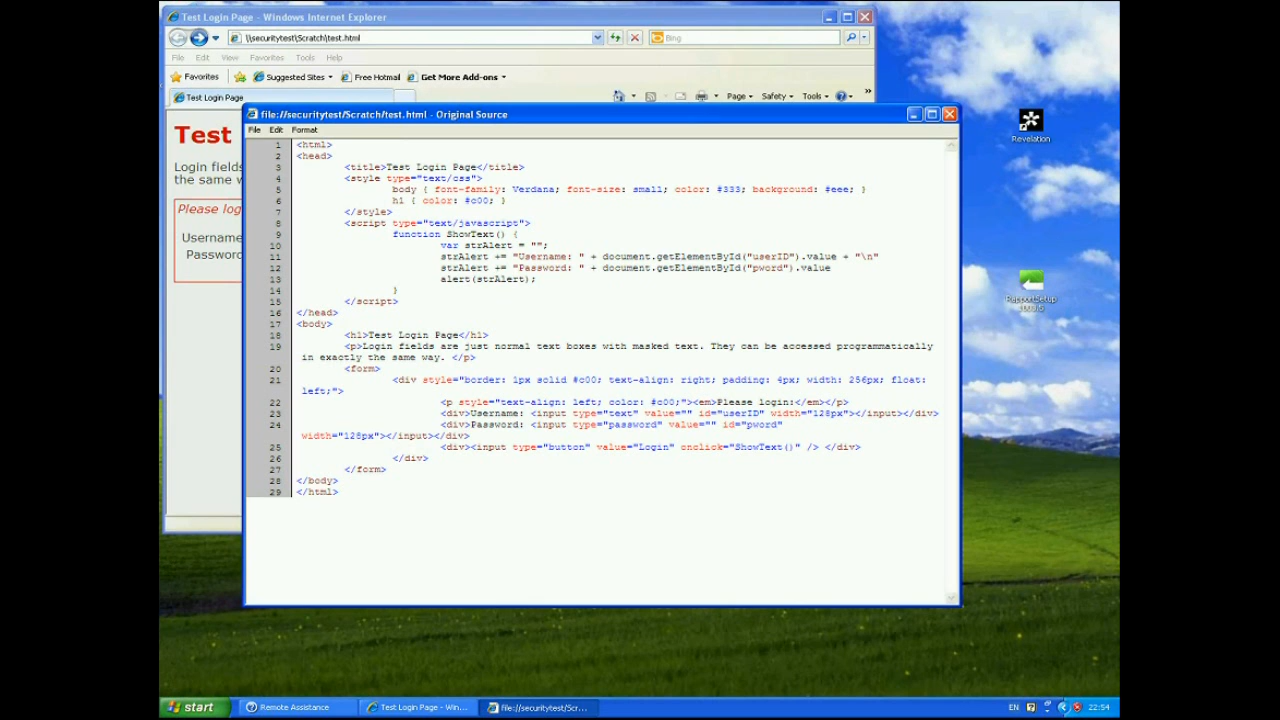 Test Login Page - Windows Internet Explorer
\\securitytest\Scratch\test.html
Bing
File Edit View Favorites Tools Help
Favorites Suggested Sites Free Hotmail Get More Add-ons
Test Login Page
Page Safety Tools
»
Test
Login fields
the same w
Please log
Username
Password
file://securitytest/Scratch/test.html - Original Source
File Edit Format
1 <html>
2 <head>
3 <title>Test Login Page</title>
4 <style type="text/css">
5 body { font-family: Verdana; font-size: small; color: #333; background: #eee; }
6 h1 { color: #c00; }
7 </style>
8 <script type="text/javascript">
9 function ShowText() {
10 var strAlert = "";
11 strAlert += "Username: " + document.getElementById("userID").value + "\n"
12 strAlert += "Password: " + document.getElementById("pword").value
13 alert(strAlert);
14 }
15 </script>
16 </head>
17 <body>
18 <h1>Test Login Page</h1>
19 <p>Login fields are just normal text boxes with masked text. They can be accessed programmatically
in exactly the same way. </p>
20 <form>
21 <div style="border: 1px solid #c00; text-align: right; padding: 4px; width: 256px; float:
left;">
22 <p style="text-align: left; color: #c00;"><em>Please login:</em></p>
23 <div>Username: <input type="text" value="" id="userID" width="128px"></input></div>
24 <div>Password: <input type="password" value="" id="pword"
width="128px"></input></div>
25 <div><input type="button" value="Login" onclick="ShowText()" /> </div>
26 </div>
27 </form>
28 </body>
29 </html>
Revelation
start Remote Assistance Test Login Page - Win... file://securitytest/Scr... EN 22:54